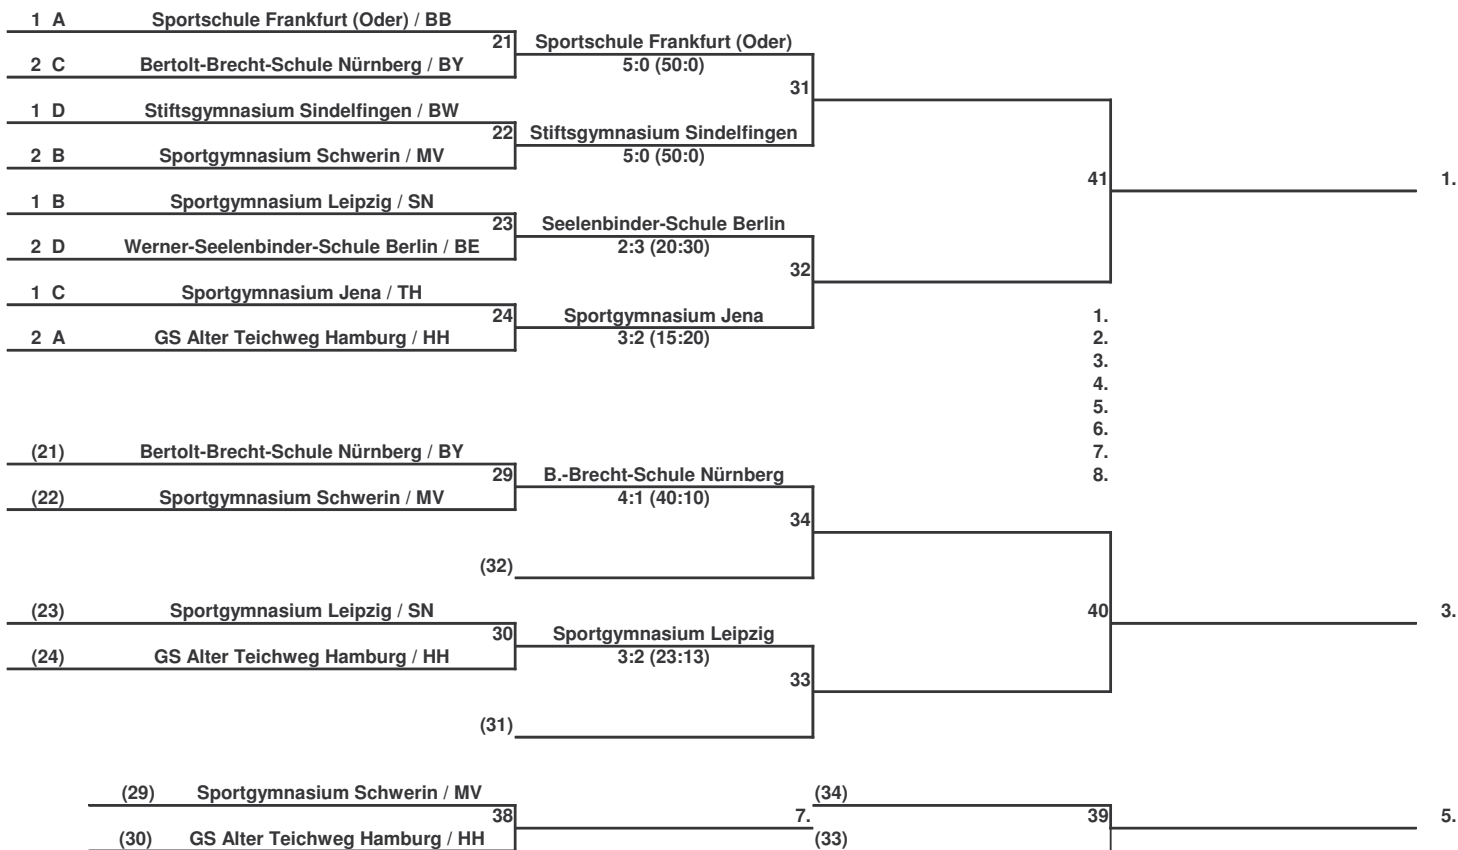 1 A Sportschule Frankfurt (Oder) / BB
21 Sportschule Frankfurt (Oder)
2 C Bertolt-Brecht-Schule Nürnberg / BY 5:0 (50:0)
31
1 D Stiftsgymnasium Sindelfingen / BW
22 Stiftsgymnasium Sindelfingen
2 B Sportgymnasium Schwerin / MV 5:0 (50:0)
41 1.
1 B Sportgymnasium Leipzig / SN
23 Seelenbinder-Schule Berlin
2 D Werner-Seelenbinder-Schule Berlin / BE 2:3 (20:30)
32
1 C Sportgymnasium Jena / TH
24 Sportgymnasium Jena 1.
2 A GS Alter Teichweg Hamburg / HH 3:2 (15:20) 2.
3.
4.
5.
6.
(21) Bertolt-Brecht-Schule Nürnberg / BY 7.
29 B.-Brecht-Schule Nürnberg 8.
(22) Sportgymnasium Schwerin / MV 4:1 (40:10)
34
(32)
(23) Sportgymnasium Leipzig / SN 40 3.
30 Sportgymnasium Leipzig
(24) GS Alter Teichweg Hamburg / HH 3:2 (23:13)
33
(31)
(29) Sportgymnasium Schwerin / MV (34)
38 7. 39 5.
(30) GS Alter Teichweg Hamburg / HH (33)